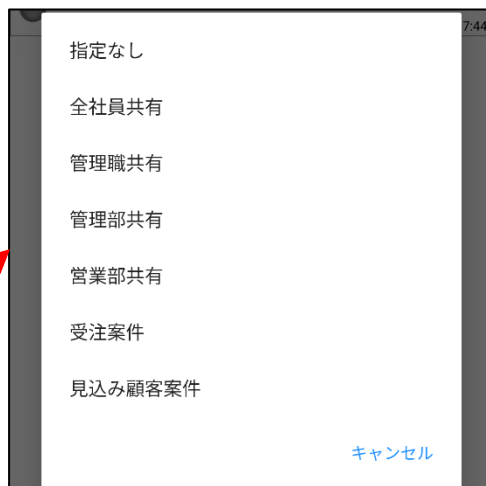 7:44
指定なし
全社員共有
管理職共有
管理部共有
営業部共有
受注案件
見込み顧客案件
キャンセル